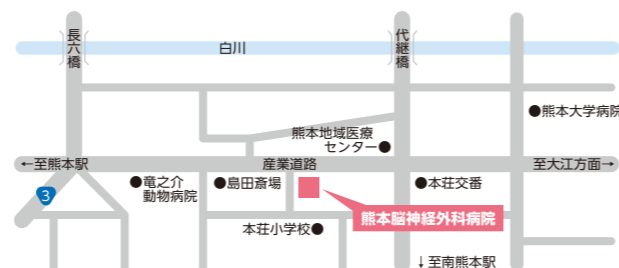 長六橋
白川
代継橋
●熊本大学病院
熊本地域医療
センター●
←至熊本駅
産業道路
至大江方面→
3
●竜之介
動物病院
●島田斎場
●本荘交番
熊本脳神経外科病院
本荘小学校●
↓至南熊本駅